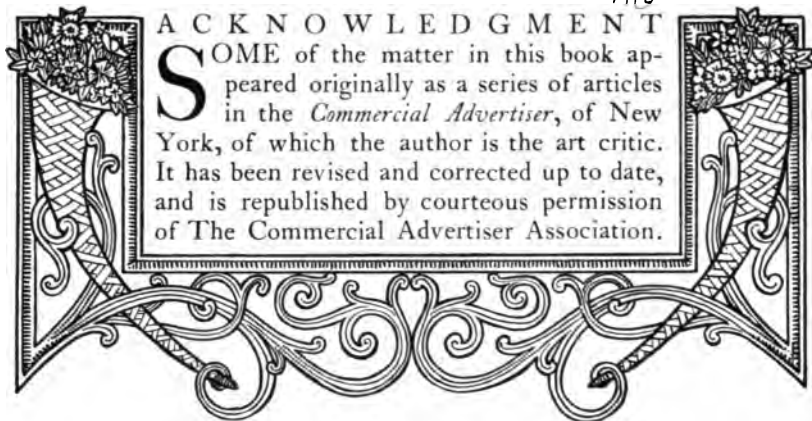 ACKNOWLEDGMENT
SOME of the matter in this book ap-
peared originally as a series of articles
in the Commercial Advertiser, of New
York, of which the author is the art critic.
It has been revised and corrected up to date,
and is republished by courteous permission
of The Commercial Advertiser Association.